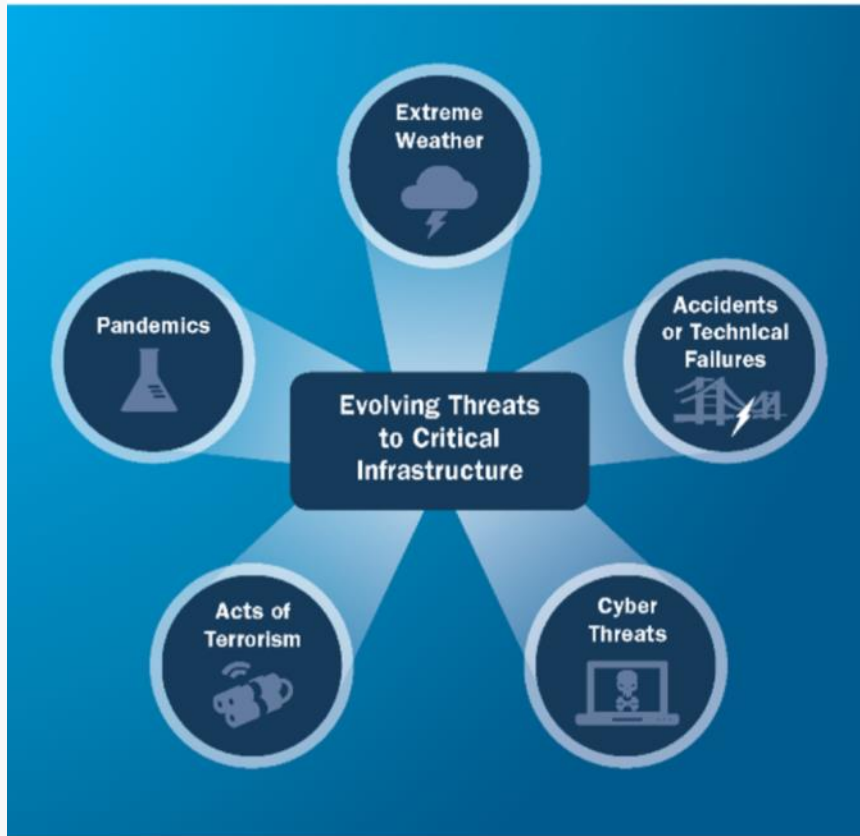 Extreme
Weather
Pandemics
Accidents
or Technical
Failures
Evolving Threats
to Critical
Infrastructure
Acts of
Terrorism
Cyber
Threats